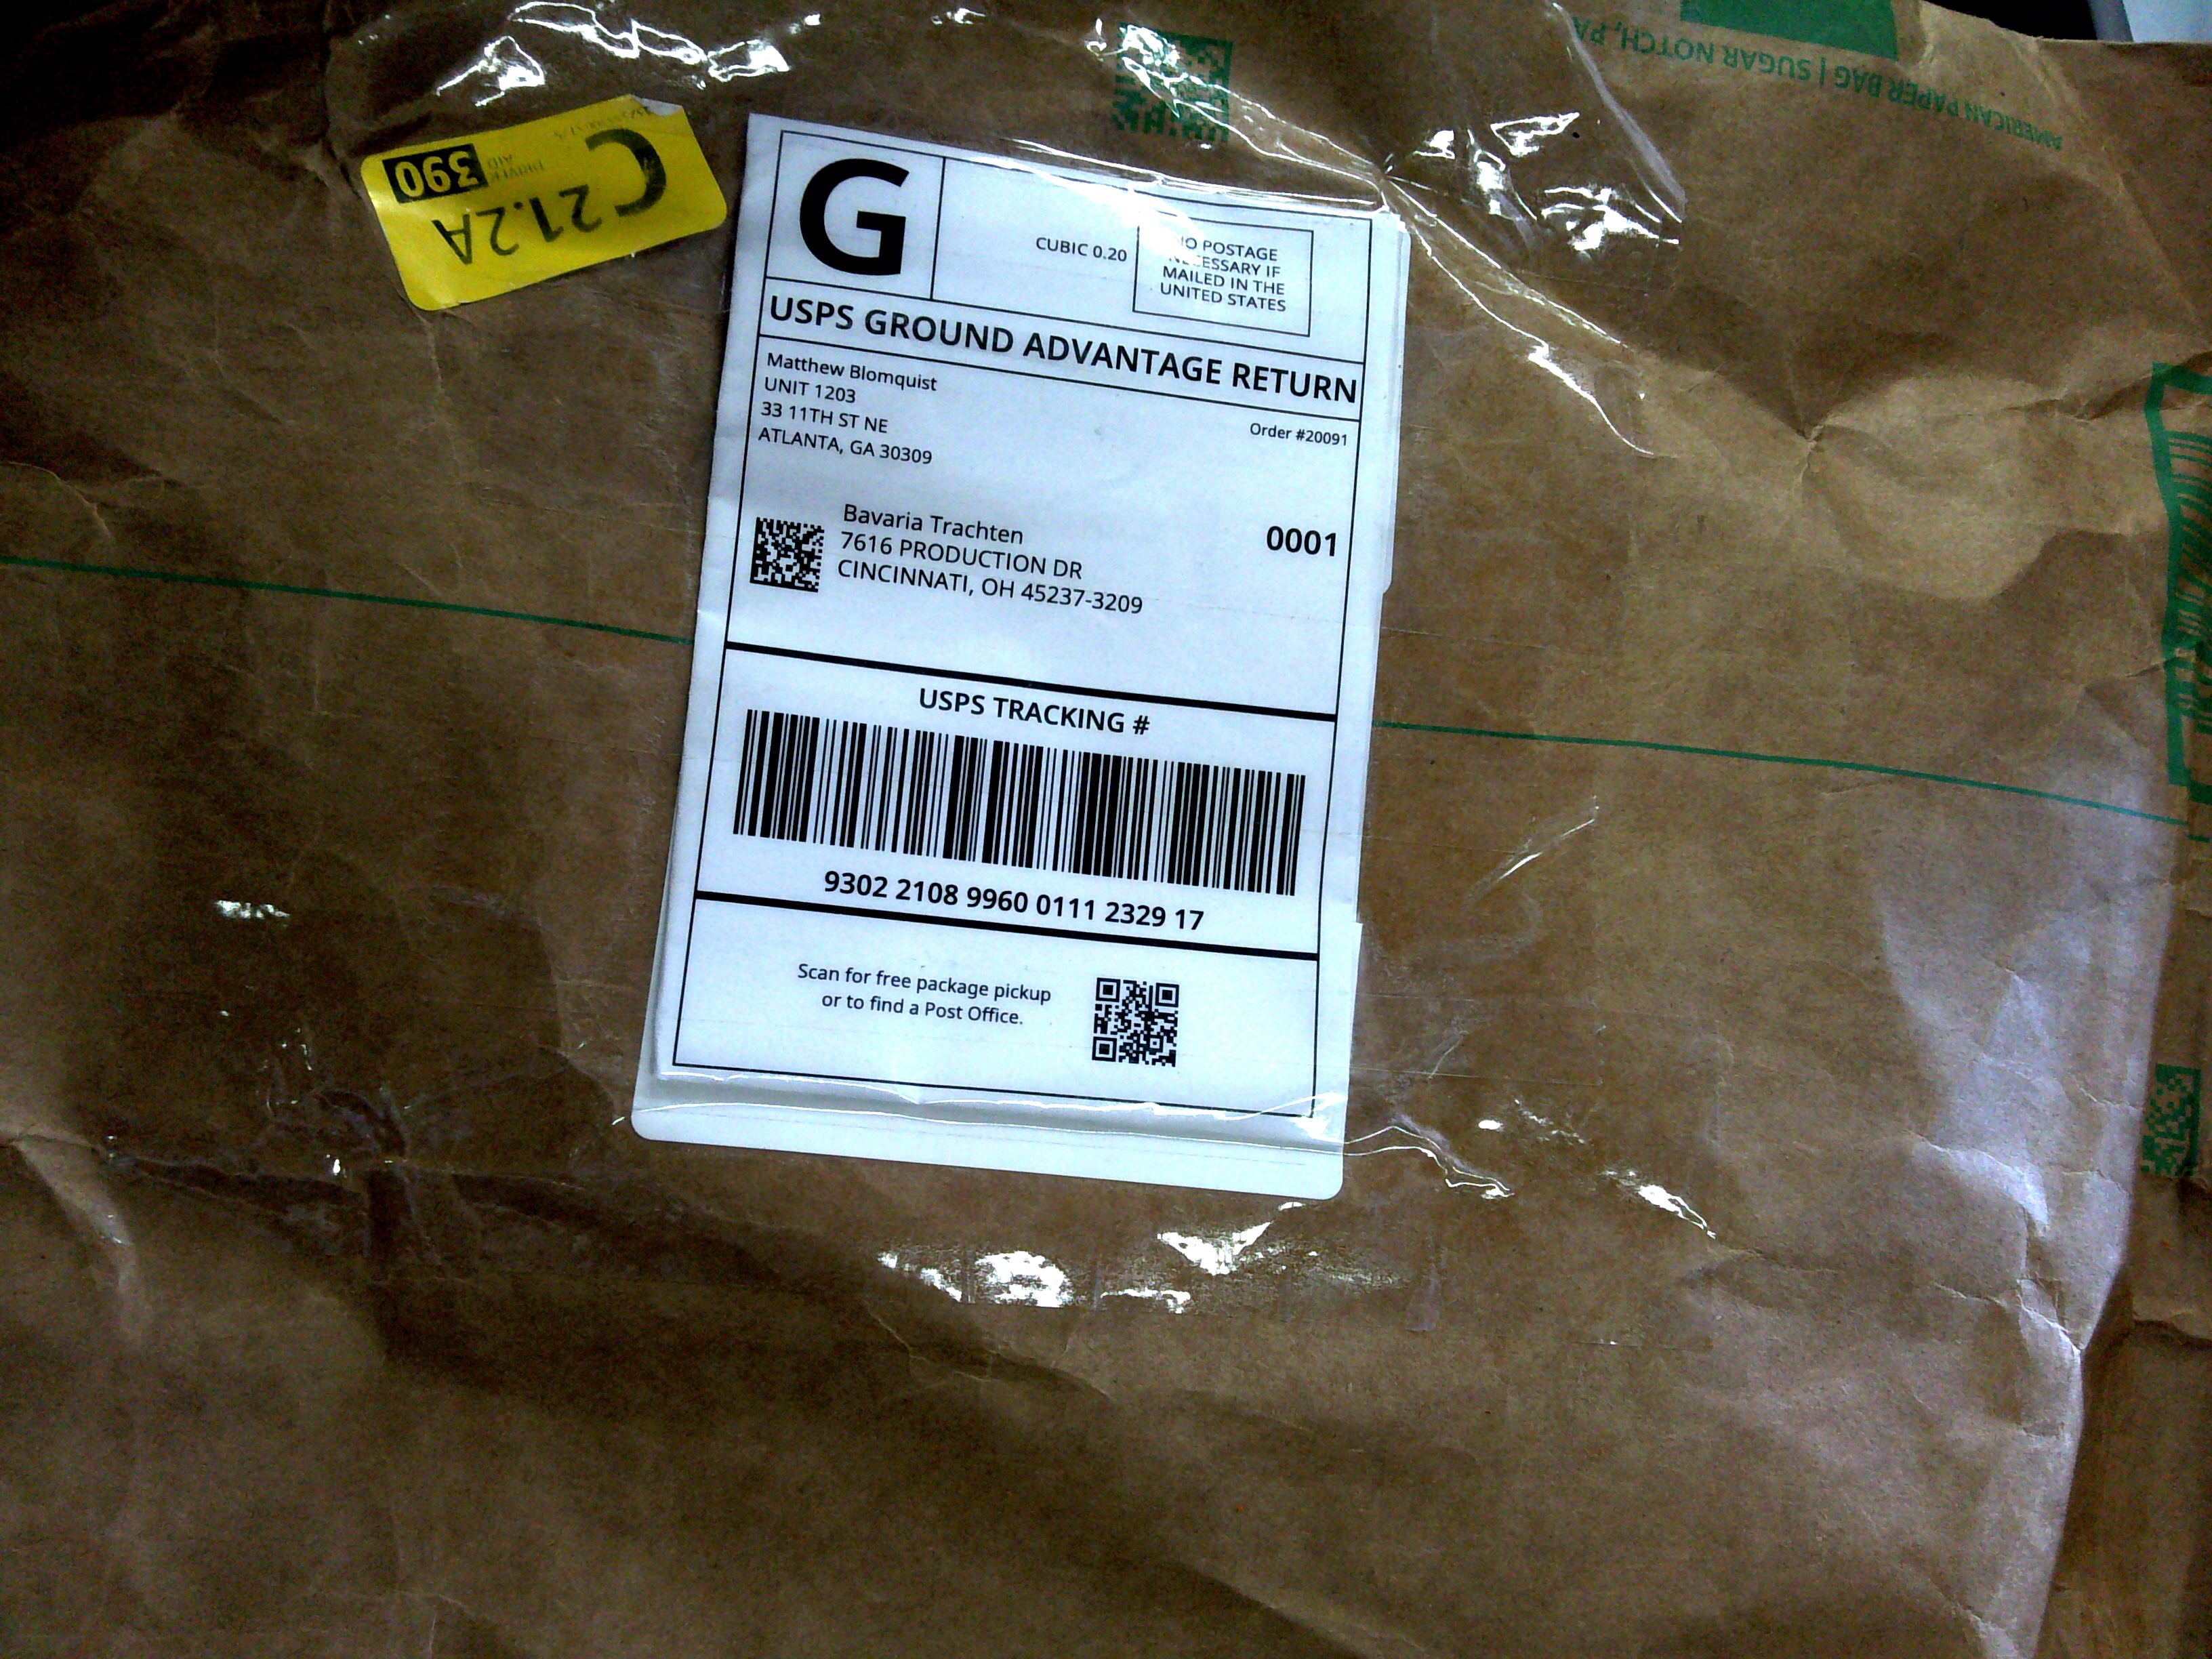 AMERICAN PAPER BAG | SUGAR NOTCH, PA
C21.2A
DRIVER
AID
390
G
CUBIC 0.20
NO POSTAGE
NECESSARY IF
MAILED IN THE
UNITED STATES
USPS GROUND ADVANTAGE RETURN
Matthew Blomquist
UNIT 1203
33 11TH ST NE
ATLANTA, GA 30309
Order #20091
Bavaria Trachten
7616 PRODUCTION DR
CINCINNATI, OH 45237-3209
0001
USPS TRACKING #
9302 2108 9960 0111 2329 17
Scan for free package pickup
or to find a Post Office.